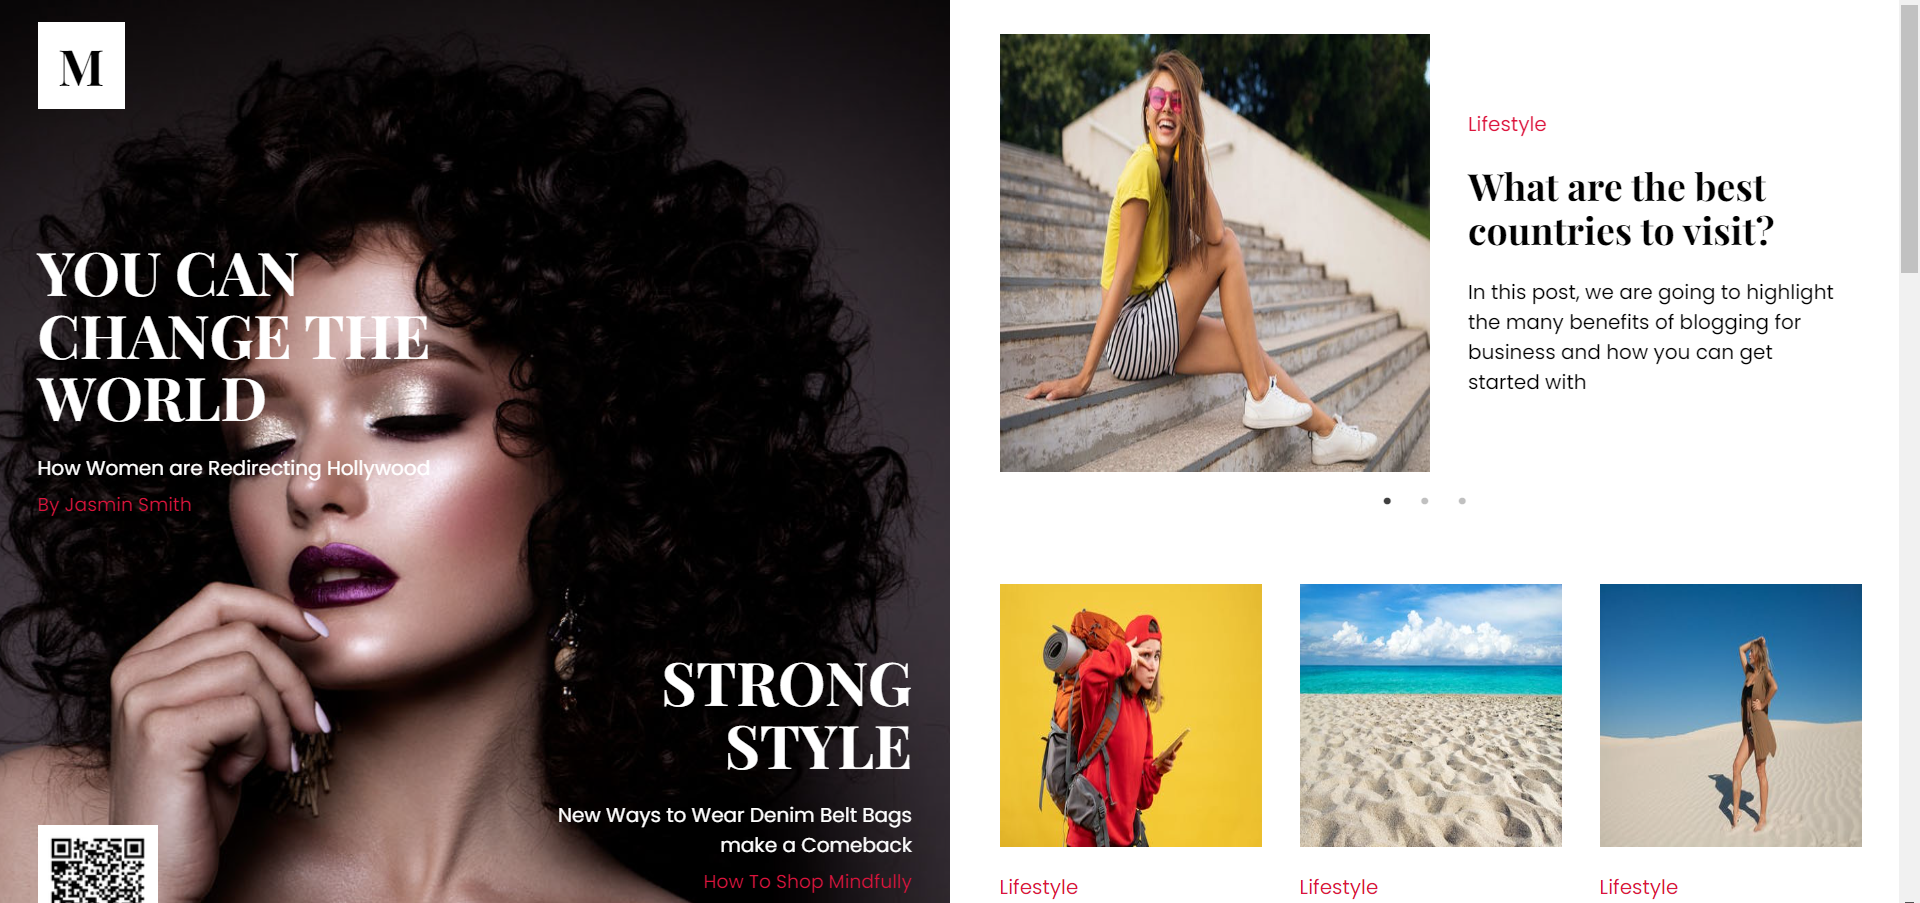 M
YOU CAN
CHANGE THE
WORLD
How Women are Redirecting Hollywood
By Jasmin Smith
STRONG
STYLE
New Ways to Wear Denim Belt Bags
make a Comeback
How To Shop Mindfully
Lifestyle
What are the best
countries to visit?
In this post, we are going to highlight
the many benefits of blogging for
business and how you can get
started with
Lifestyle
Lifestyle
Lifestyle